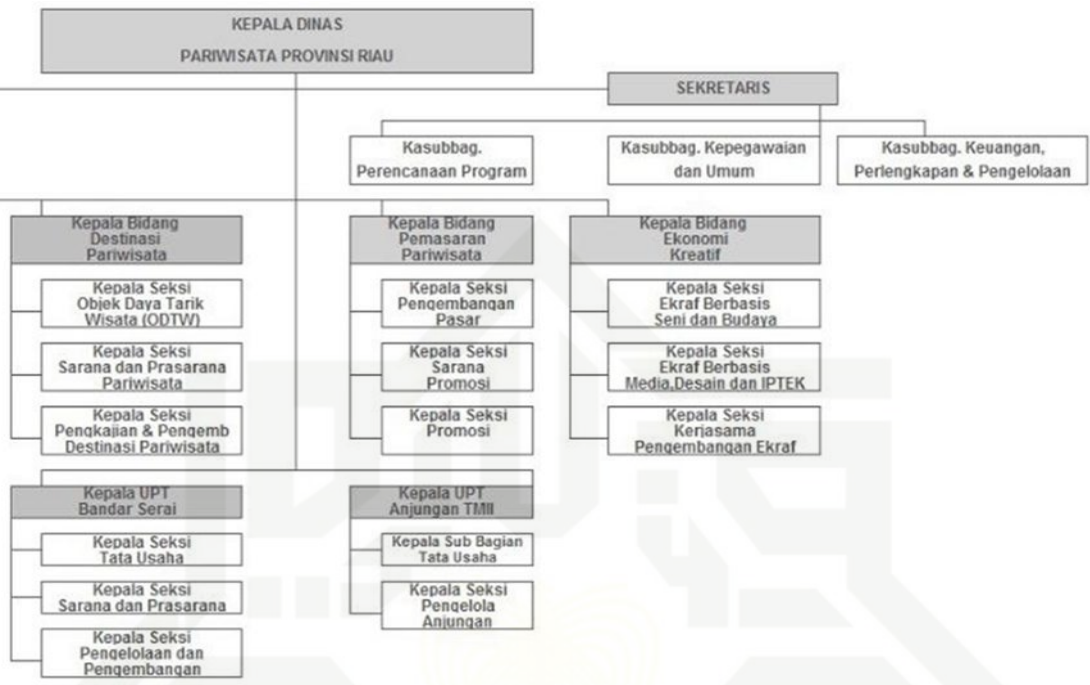 KEPALA DINAS
PARIWISATA PROVINSI RIAU
SEKRETARIS
Kasubbag.
Perencanaan Program
Kasubbag. Kepegawaian
dan Umum
Kasubbag. Keuangan,
Perlengkapan & Pengelolaan
Kepala Bidang
Destinasi
Pariwisata
Kepala Seksi
Objek Daya Tarik
Wisata (ODTW)
Kepala Seksi
Sarana dan Prasarana
Pariwisata
Kepala Seksi
Pengkajian & Pengemb
Destinasi Pariwisata
Kepala Bidang
Pemasaran
Pariwisata
Kepala Seksi
Pengembangan
Pasar
Kepala Seksi
Sarana
Promosi
Kepala Seksi
Promosi
Kepala Bidang
Ekonomi
Kreatif
Kepala Seksi
Ekraf Berbasis
Seni dan Budaya
Kepala Seksi
Ekraf Berbasis
Media,Desain dan IPTEK
Kepala Seksi
Kerjasama
Pengembangan Ekraf
Kepala UPT
Bandar Serai
Kepala Seksi
Tata Usaha
Kepala Seksi
Sarana dan Prasarana
Kepala Seksi
Pengelolaan dan
Pengembangan
Kepala UPT
Anjungan TMII
Kepala Sub Bagian
Tata Usaha
Kepala Seksi
Pengelola
Anjungan